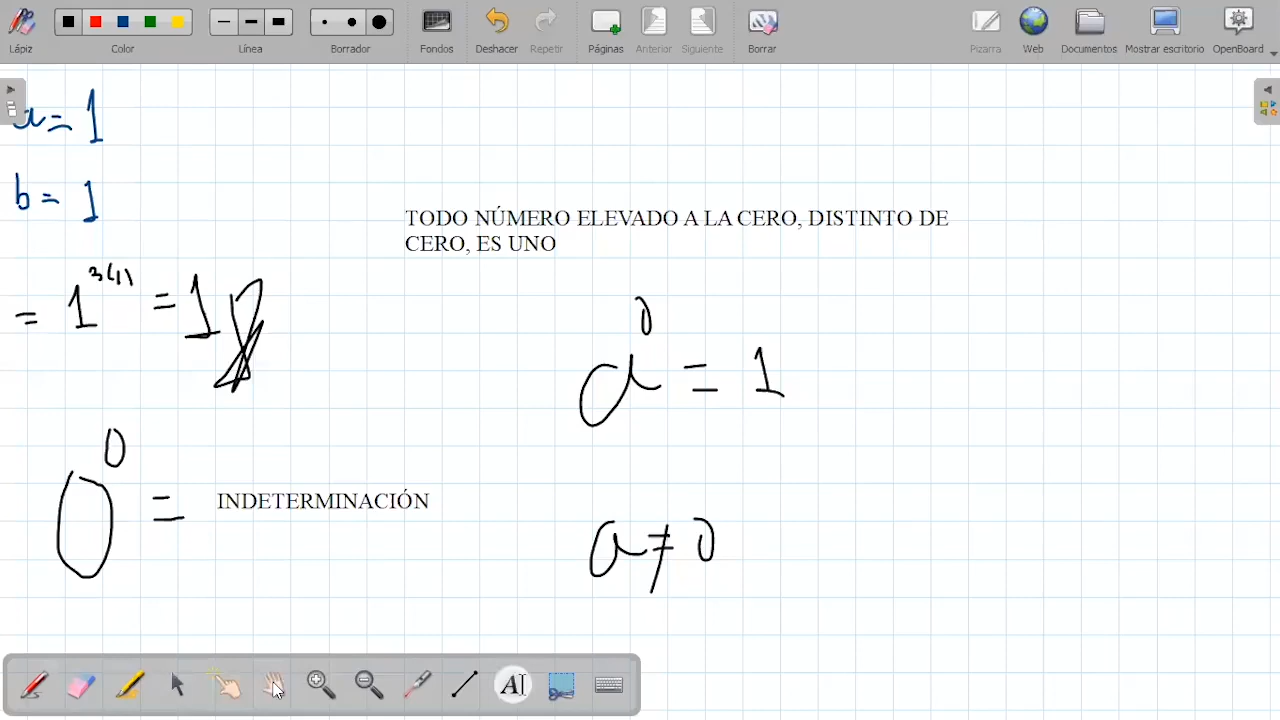 Lápiz
Color
Línea
Borrador
Fondos
Deshacer
Repetir
Páginas
Anterior
Siguiente
Borrar
Pizarra
Web
Documentos
Mostrar escritorio
OpenBoard
a = 1
b = 1
TODO NÚMERO ELEVADO A LA CERO, DISTINTO DE
CERO, ES UNO
= 1^3(1) = 1
a^0 = 1
0^0 = INDETERMINACIÓN
a ≠ 0
AI